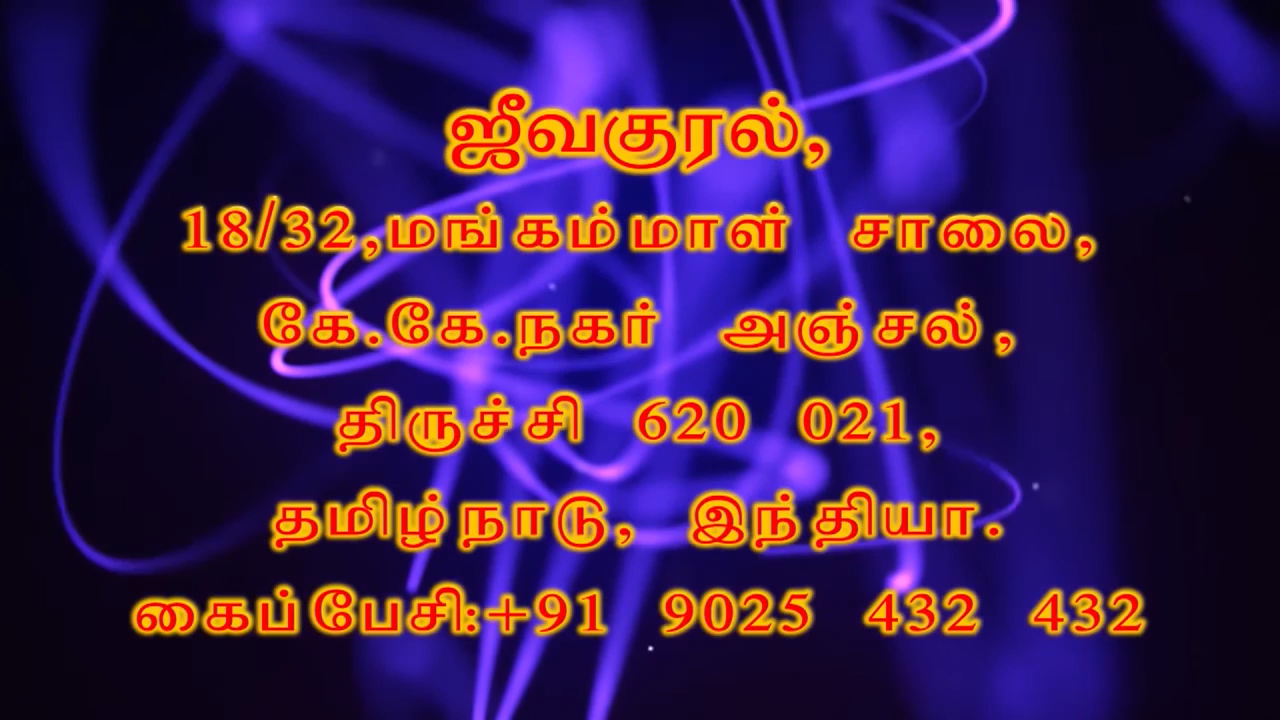 ஜீவகுரல்,
18/32,மங்கம்மாள் சாலை,
கே.கே.நகர் அஞ்சல்,
திருச்சி 620 021,
தமிழ்நாடு, இந்தியா.
கைப்பேசி:+91 9025 432 432